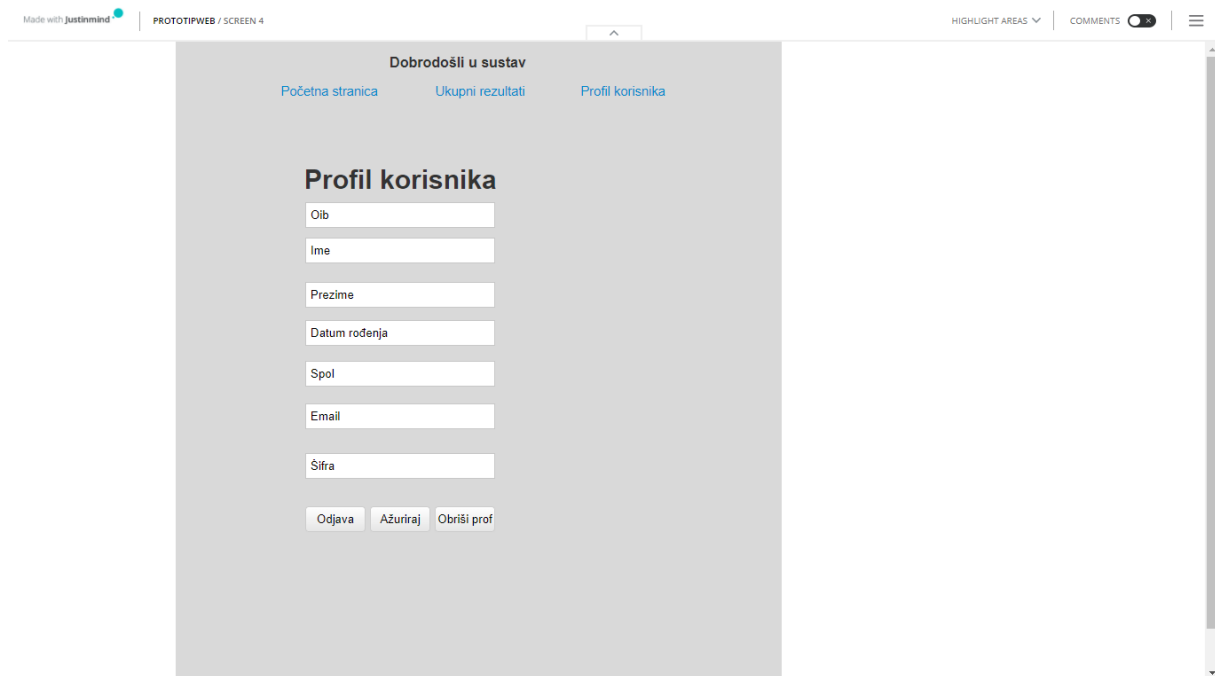 Made with justinmind
PROTOTIPWEB / SCREEN 4
HIGHLIGHT AREAS
COMMENTS
Dobrodošli u sustav
Početna stranica Ukupni rezultati Profil korisnika
Profil korisnika
Oib
Ime
Prezime
Datum rođenja
Spol
Email
Šifra
Odjava Ažuriraj Obriši prof